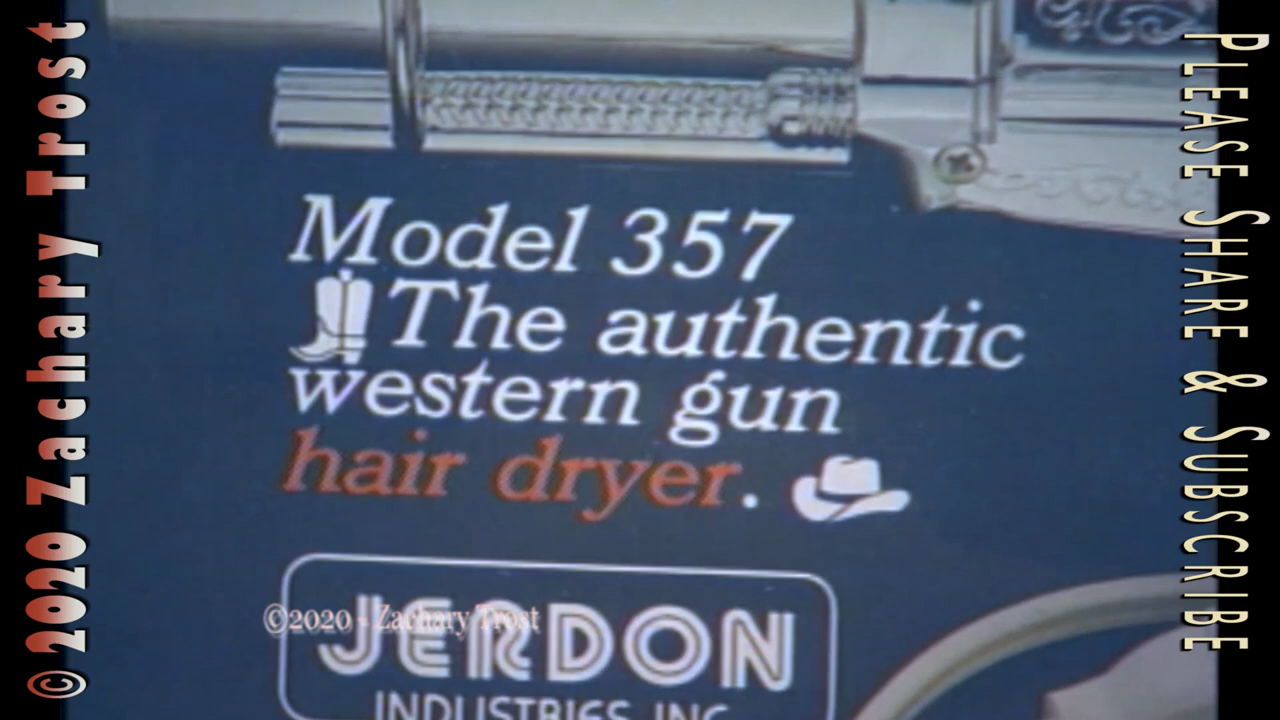 © 2020 Zachary Trost
Model 357
The authentic
western gun
hair dryer.
©2020 - Zachary Trost
JERDON
INDUSTRIES, INC.
PLEASE SHARE & SUBSCRIBE